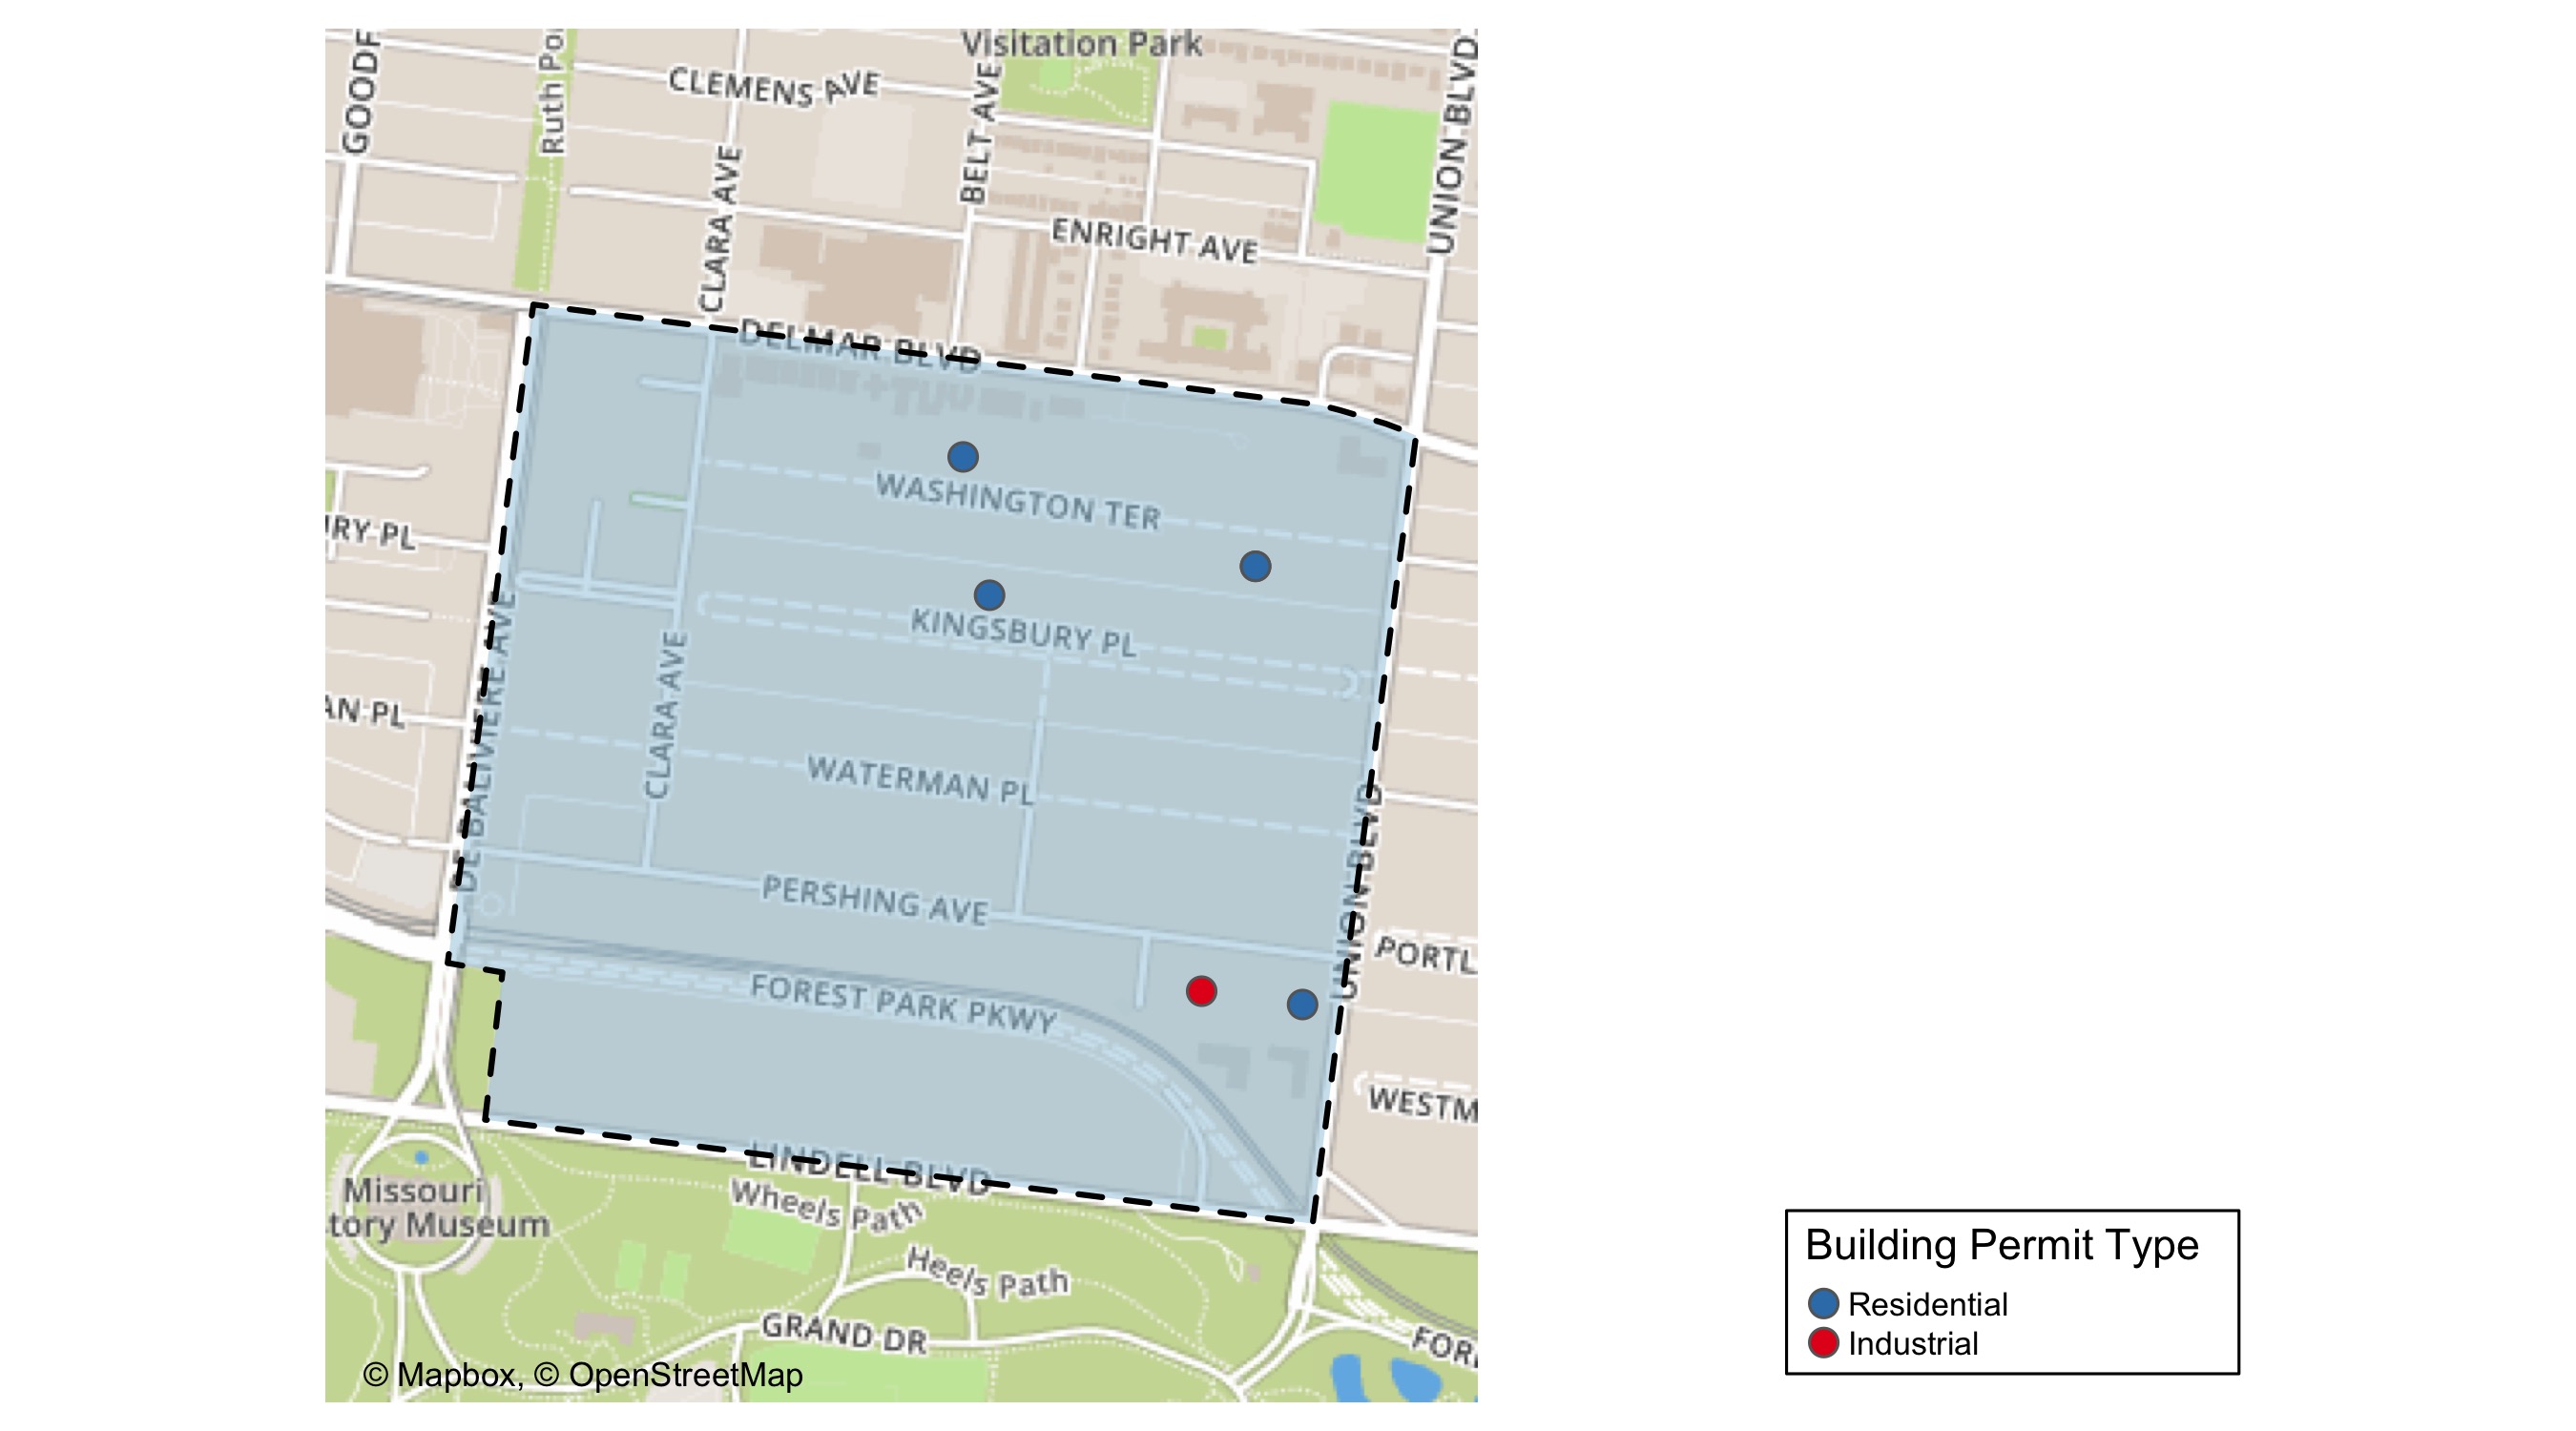 Visitation Park
GOODF
Ruth Po
CLEMENS AVE
BELT AVE
UNION BLVD
CLARA AVE
ENRIGHT AVE
DELMAR BLVD
WASHINGTON TER
URY PL
KINGSBURY PL
DE BALIVIERE AVE
CLARA AVE
AN PL
WATERMAN PL
UNION BLVD
PERSHING AVE
PORTL
FOREST PARK PKWY
WESTM
LINDELL BLVD
Missouri
tory Museum
Wheels Path
Heels Path
GRAND DR
FORE
© Mapbox, © OpenStreetMap
Building Permit Type
Residential
Industrial